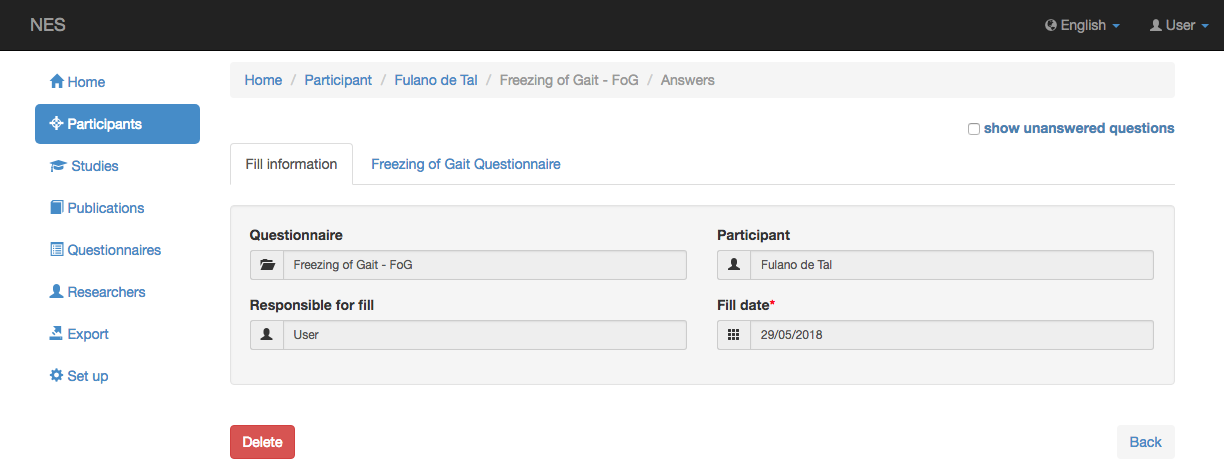 NES English User
Home
Participants
Studies
Publications
Questionnaires
Researchers
Export
Set up
Home / Participant / Fulano de Tal / Freezing of Gait - FoG / Answers
show unanswered questions
Fill information Freezing of Gait Questionnaire
Questionnaire Participant
Freezing of Gait - FoG Fulano de Tal
Responsible for fill Fill date*
User 29/05/2018
Delete Back